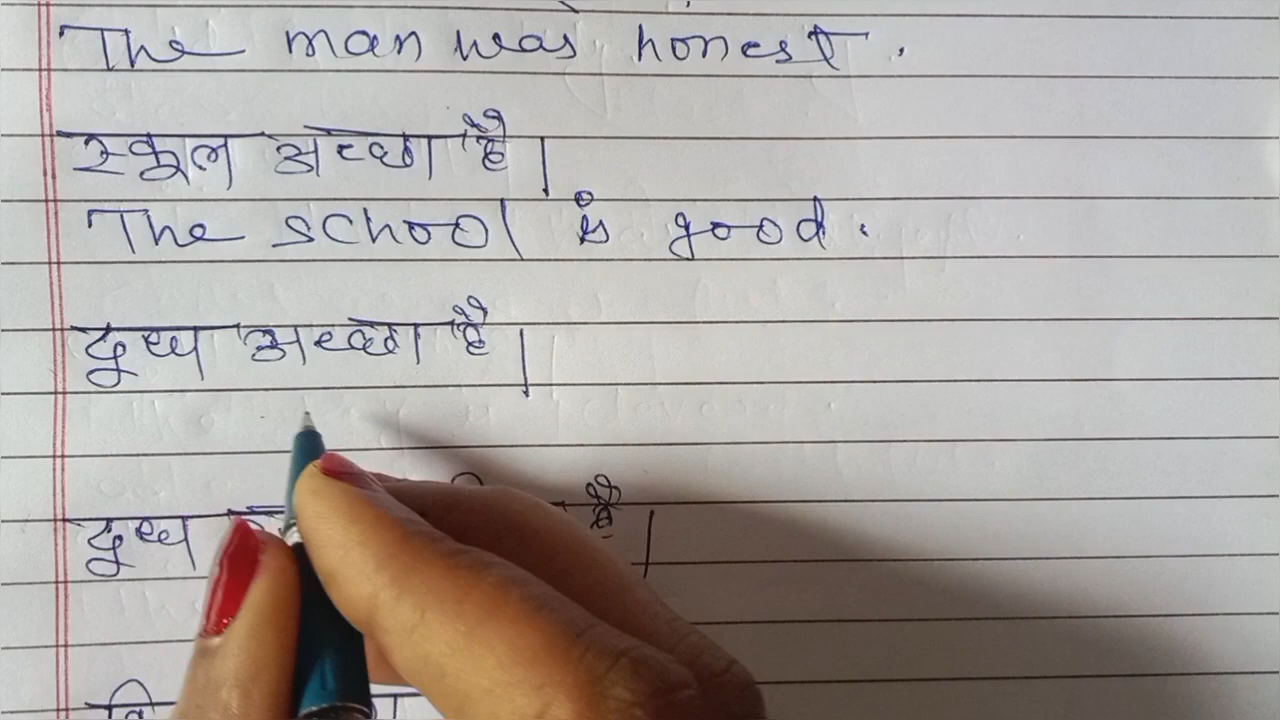 The man was honest.
स्कूल अच्छा है।
The school is good.
दुध अच्छा है।
दुध